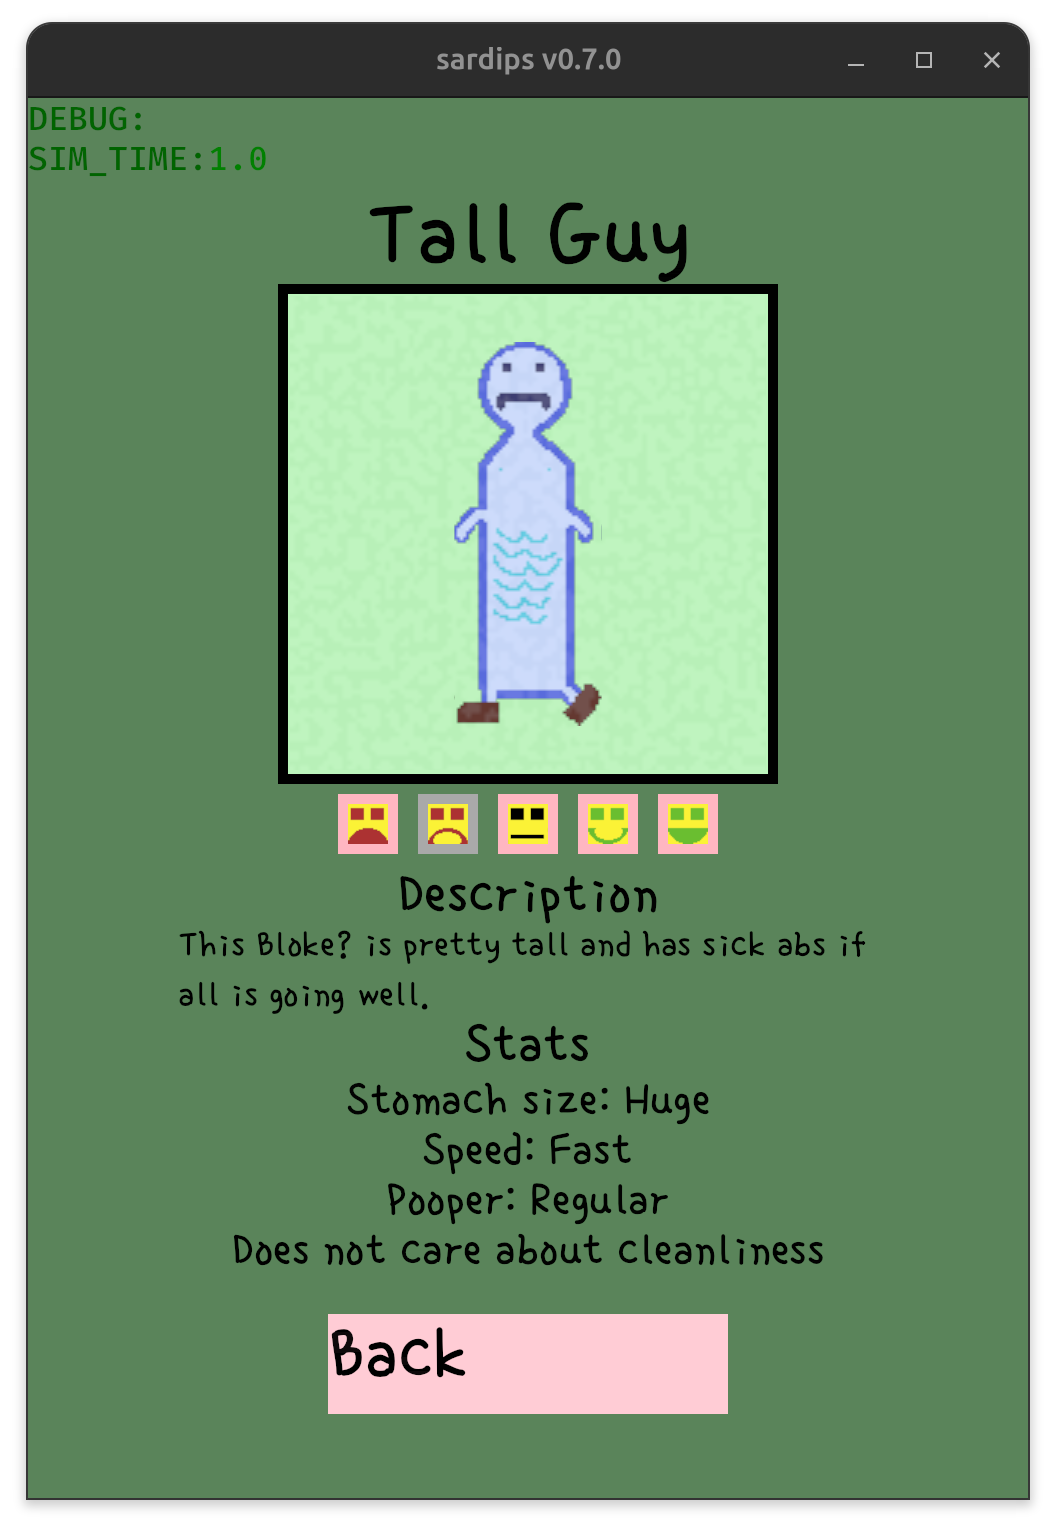 sardips v0.7.0
DEBUG:
SIM_TIME:1.0
Tall Guy
Description
This Bloke? is pretty tall and has sick abs if
all is going well.
Stats
Stomach size: Huge
Speed: Fast
Pooper: Regular
Does not care about cleanliness
Back